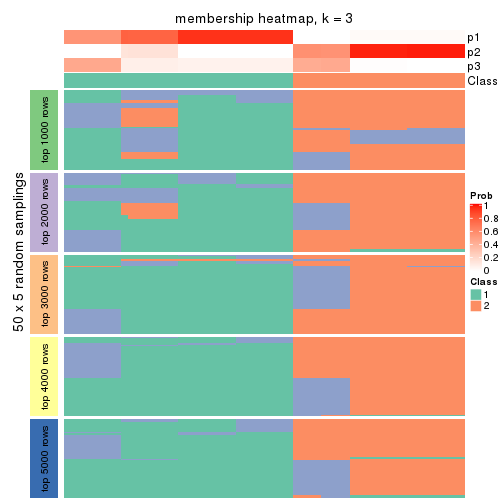 membership heatmap, k = 3
p1
p2
p3
Class
50 x 5 random samplings
top 1000 rows
top 2000 rows
top 3000 rows
top 4000 rows
top 5000 rows
Prob
1
0.8
0.6
0.4
0.2
0
Class
1
2